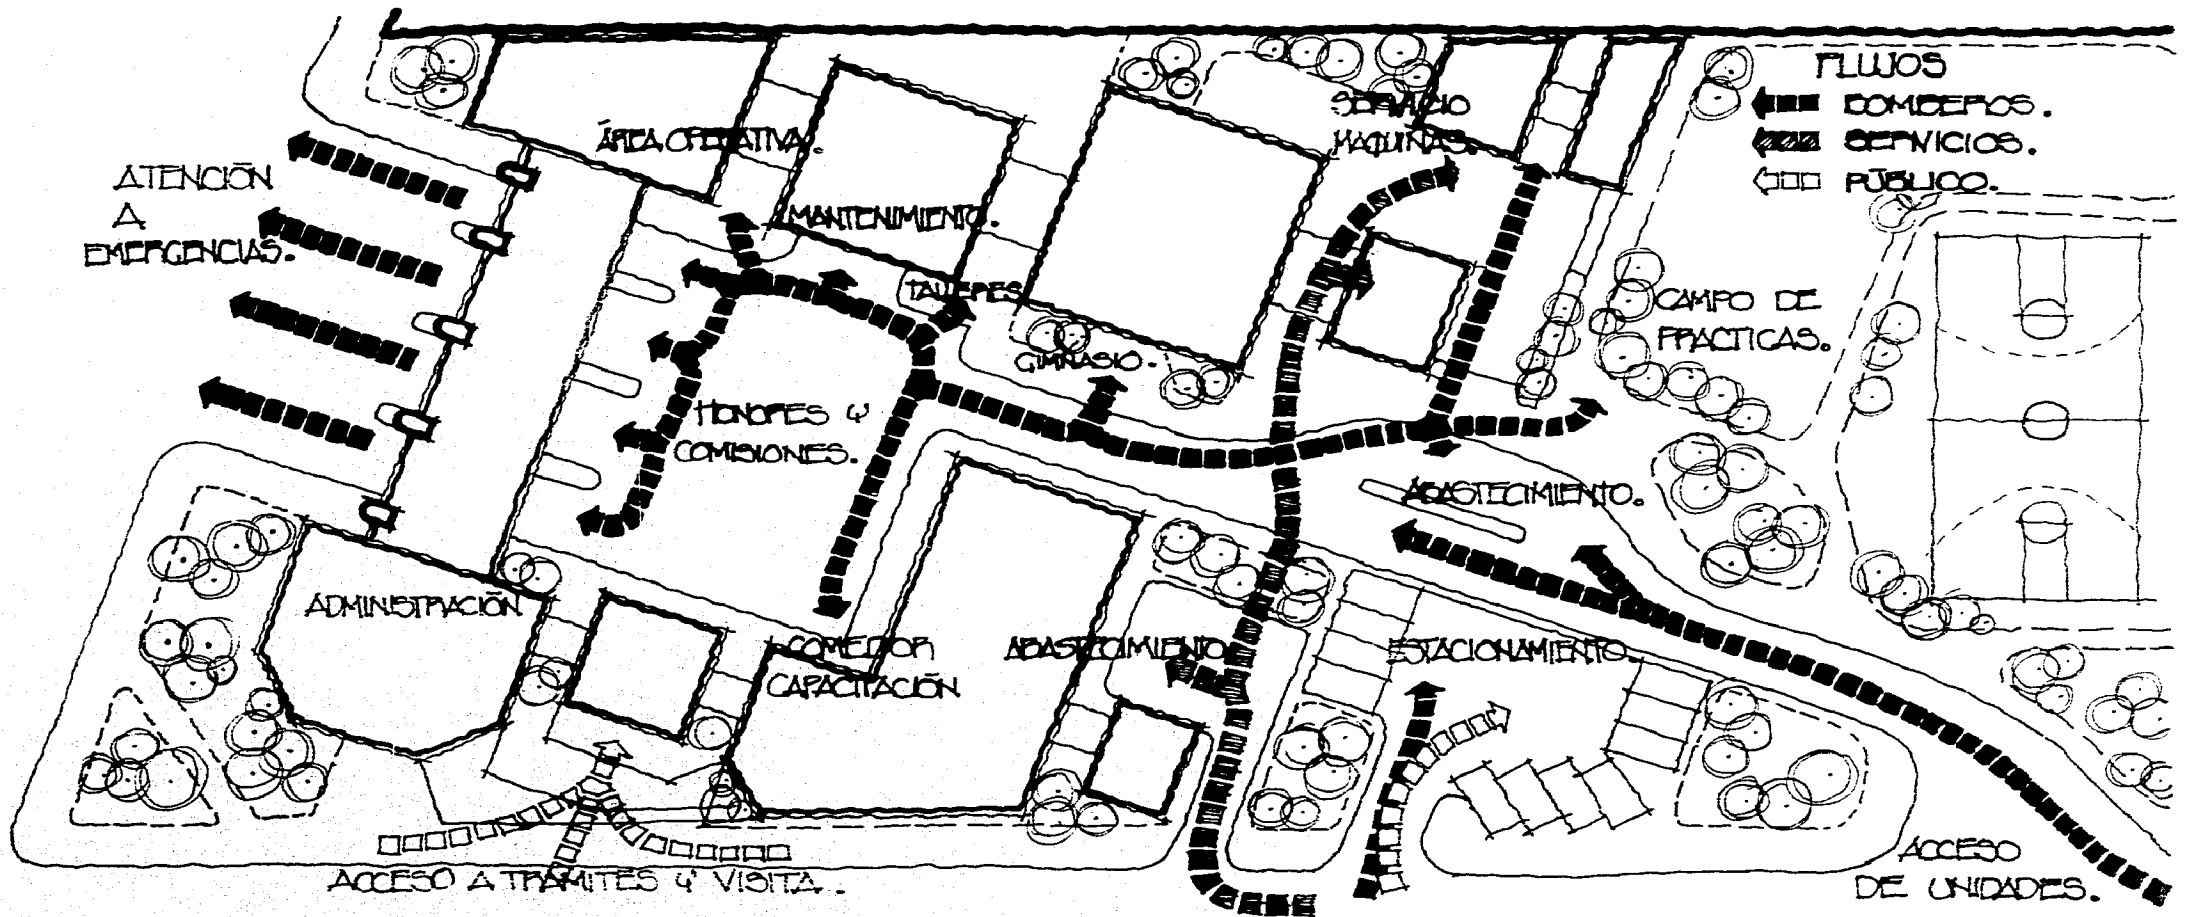 FLUJOS
BOMBEROS.
SERVICIOS.
PÚBLICO.
SERVICIO
MAQUINAS.
ÁREA OPERATIVA.
ATENCIÓN
A
EMERGENCIAS.
MANTENIMIENTO.
TALLERES
GIMNASIO.
CAMPO DE
PRACTICAS.
HONORES Y
COMISIONES.
ABASTECIMIENTO.
ADMINISTRACIÓN
COMEDOR
CAPACITACIÓN
ABASTECIMIENTO
ESTACIONAMIENTO.
ACCESO A TRAMITES Y VISITA.
ACCESO
DE UNIDADES.